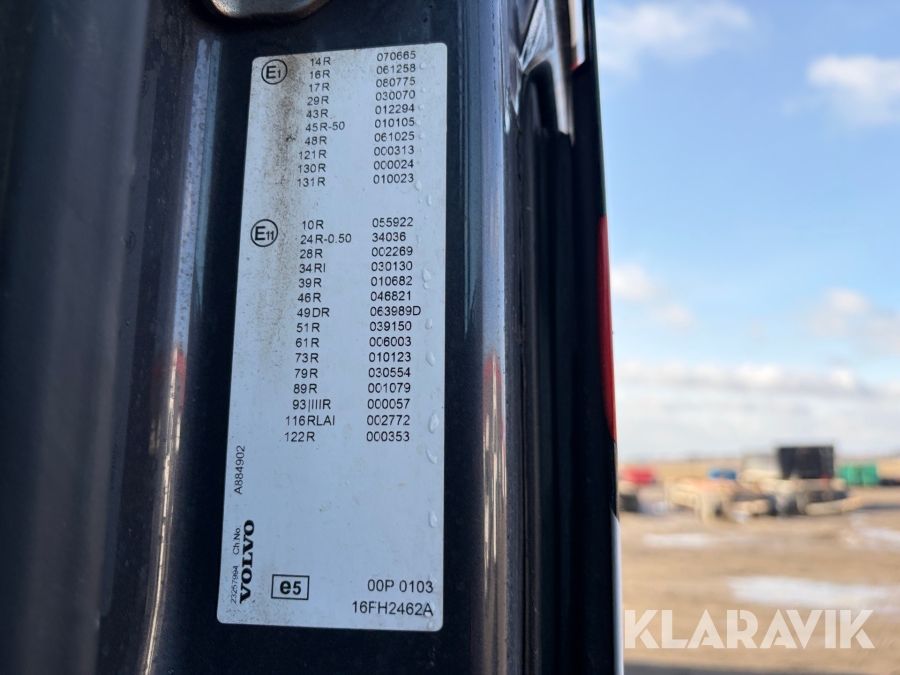 E1
14R 070665
16R 061258
17R 080775
29R 030070
43R 012294
45R-50 010105
48R 061025
121R 000313
130R 000024
131R 010023
E11
10R 055922
24R-0.50 34036
28R 002269
34RI 030130
39R 010682
46R 046821
49DR 063989D
51R 039150
61R 006003
73R 010123
79R 030554
89R 001079
93|IIIR 000057
116RLAI 002772
122R 000353
23257994 Ch.No A884902
VOLVO
e5
00P 0103
16FH2462A
KLARAVIK